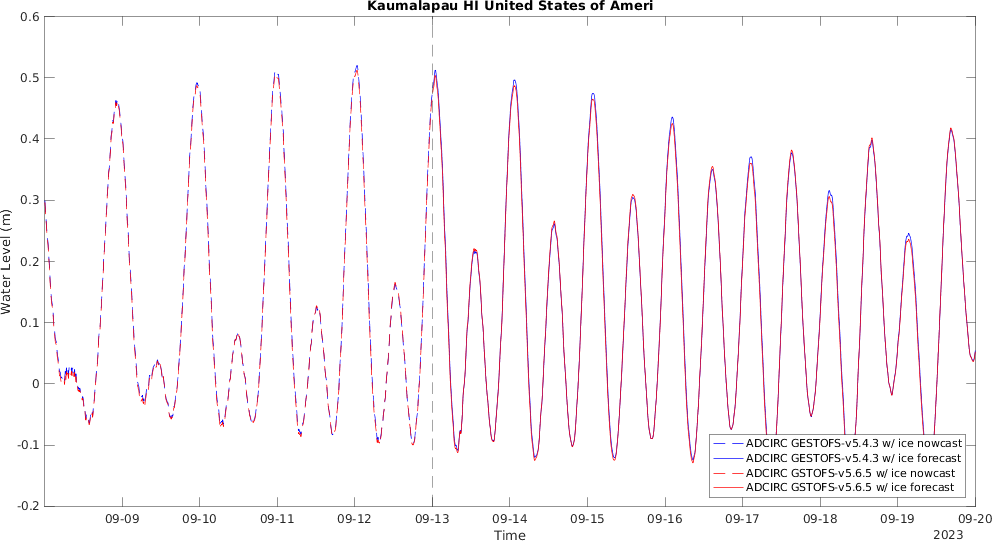 Kaumalapau HI United States of Ameri
0.6
0.5
0.4
0.3
0.2
0.1
0
-0.1
-0.2
Water Level (m)
09-09 09-10 09-11 09-12 09-13 09-14 09-15 09-16 09-17 09-18 09-19 09-20
Time
2023
ADCIRC GESTOFS-v5.4.3 w/ ice nowcast
ADCIRC GESTOFS-v5.4.3 w/ ice forecast
ADCIRC GSTOFS-v5.6.5 w/ ice nowcast
ADCIRC GSTOFS-v5.6.5 w/ ice forecast